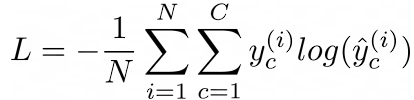 L = -\frac{1}{N} \sum_{i=1}^{N} \sum_{c=1}^{C} y_c^{(i)} log(\hat{y}_c^{(i)})